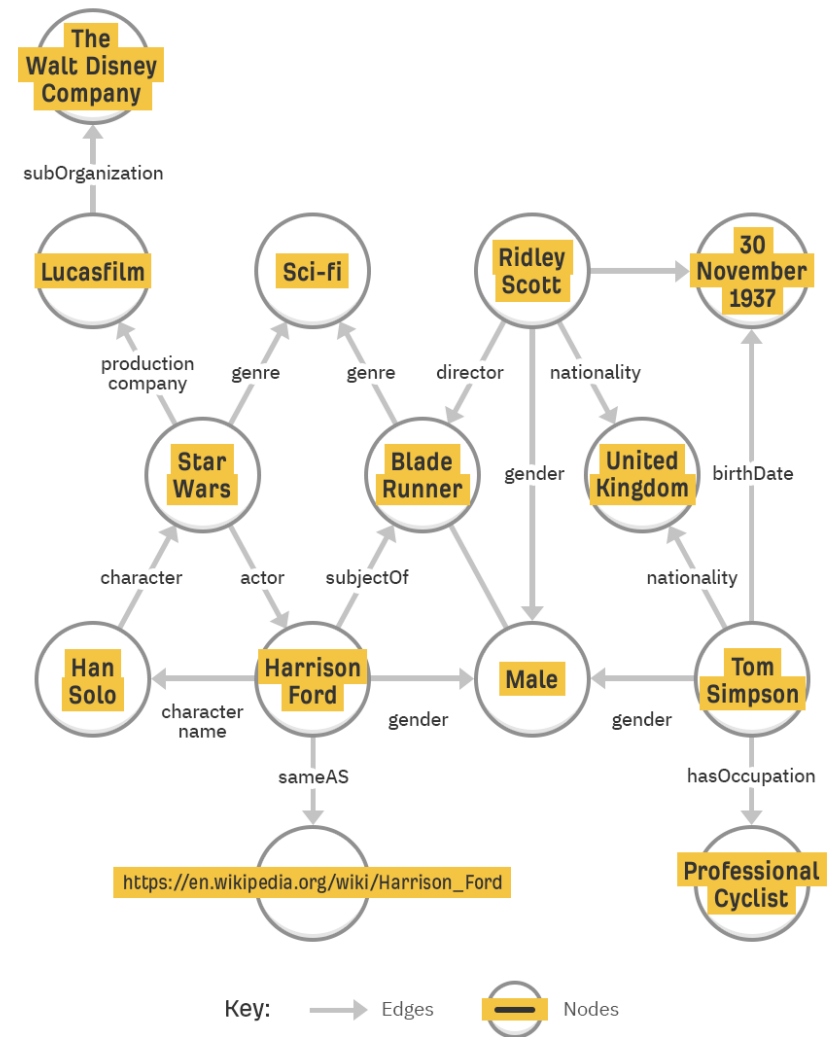 The
Walt Disney
Company
subOrganization
Lucasfilm
Sci-fi
Ridley
Scott
30
November
1937
production
company
genre
genre
director
nationality
Star
Wars
Blade
Runner
gender
United
Kingdom
birthDate
character
actor
subjectOf
nationality
Han
Solo
Harrison
Ford
Male
Tom
Simpson
character
name
gender
gender
sameAS
hasOccupation
https://en.wikipedia.org/wiki/Harrison_Ford
Professional
Cyclist
Key:
Edges
Nodes